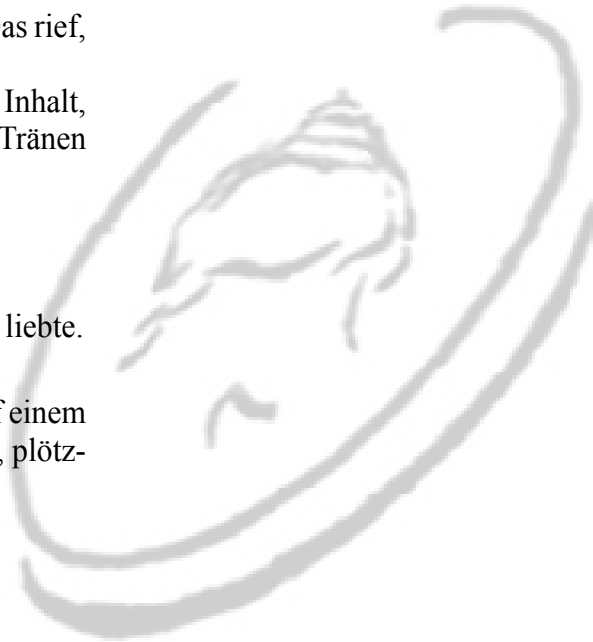 as rief,
Inhalt,
Tränen
liebte.
f einem
, plötz-